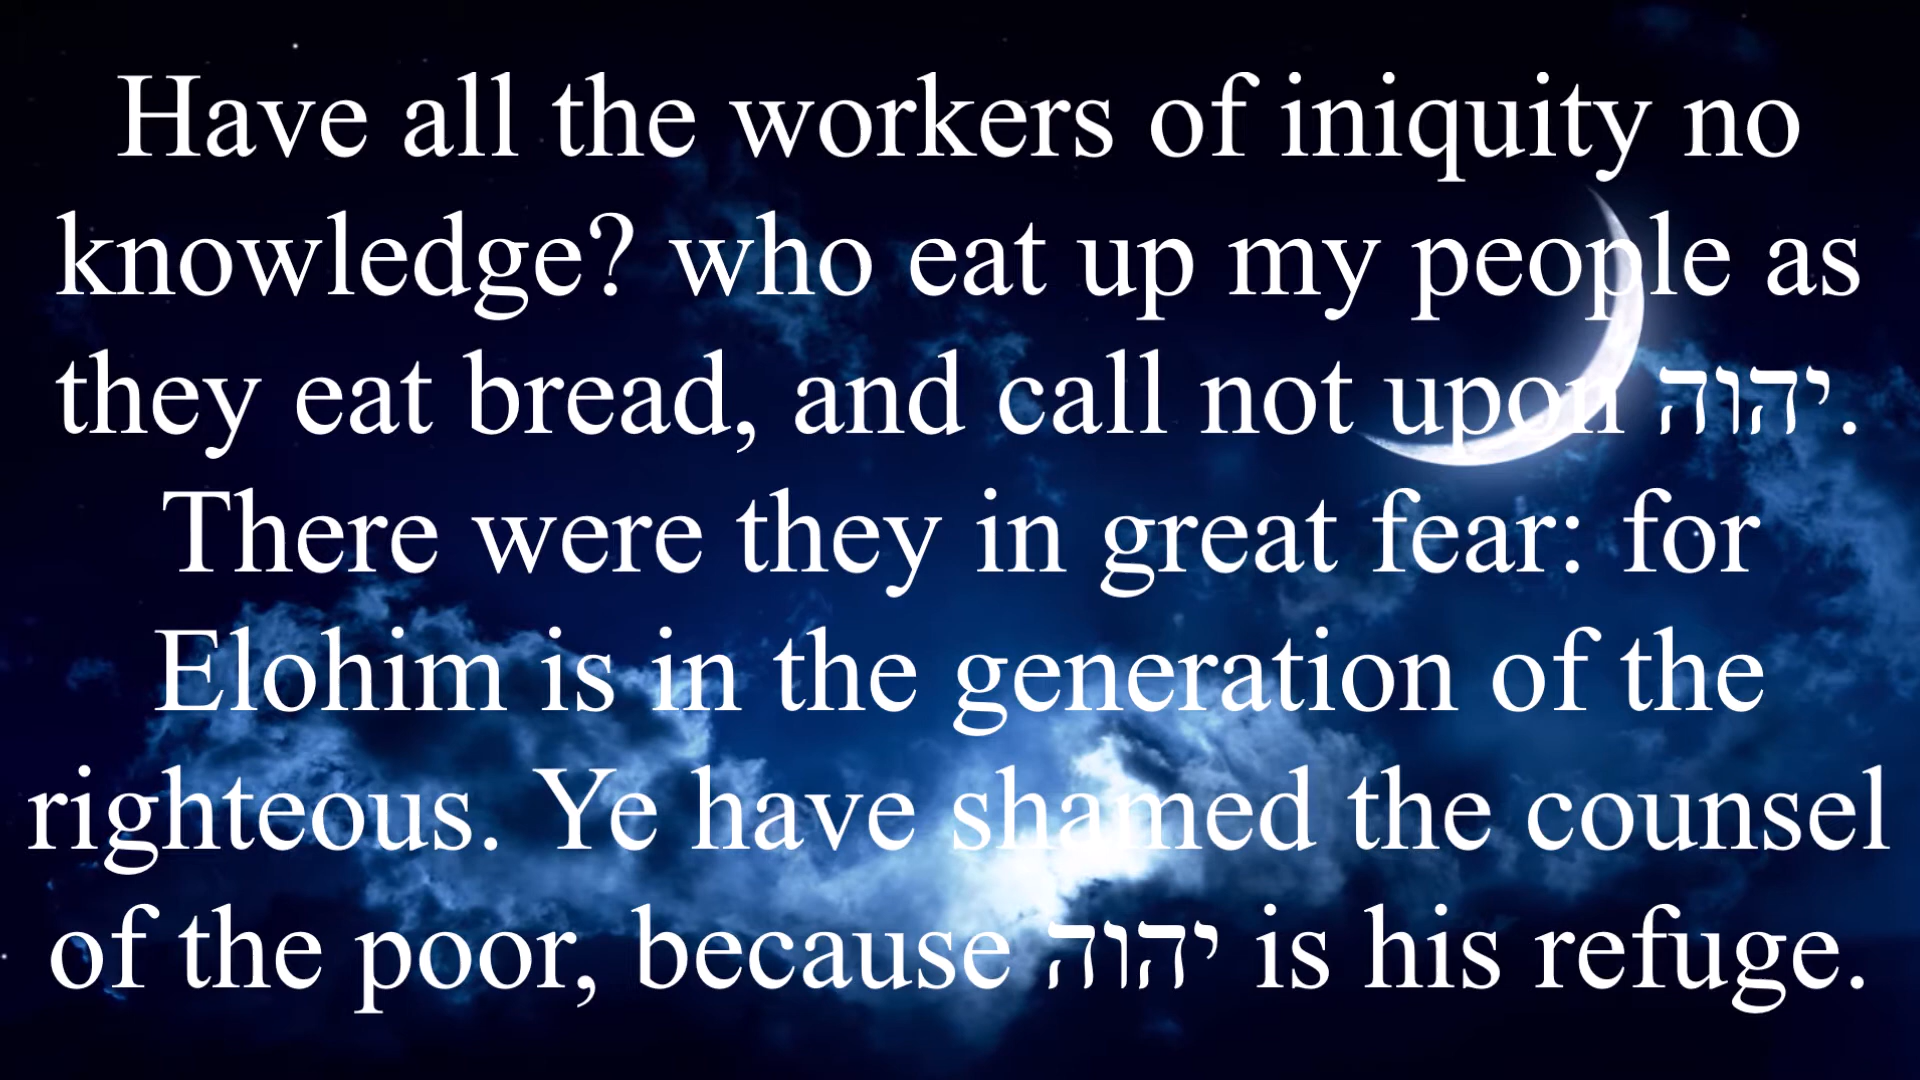 Have all the workers of iniquity no
knowledge? who eat up my people as
they eat bread, and call not upon יהוה.
There were they in great fear: for
Elohim is in the generation of the
righteous. Ye have shamed the counsel
of the poor, because יהוה is his refuge.